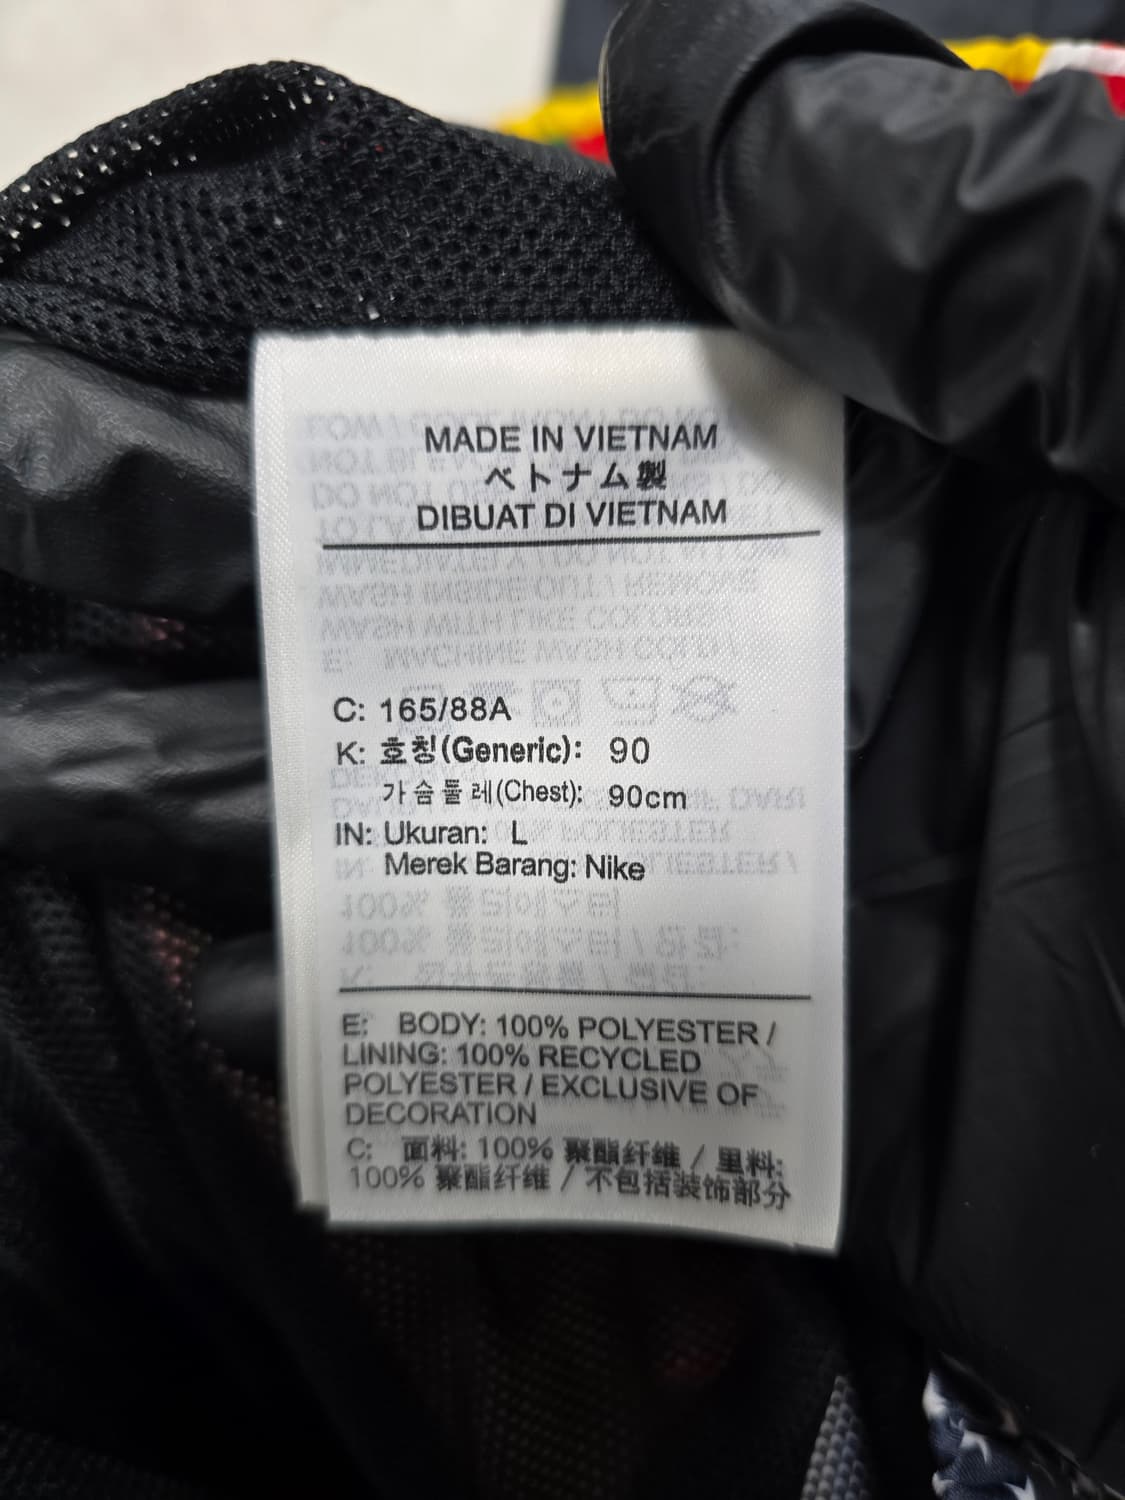 MADE IN VIETNAM
ベトナム製
DIBUAT DI VIETNAM
C: 165/88A
K: 호칭(Generic): 90
가슴둘레(Chest): 90cm
IN: Ukuran: L
Merek Barang: Nike
E: BODY: 100% POLYESTER /
LINING: 100% RECYCLED
POLYESTER / EXCLUSIVE OF
DECORATION
C: 面料: 100% 聚酯纤维 / 里料:
100% 聚酯纤维 / 不包括装饰部分